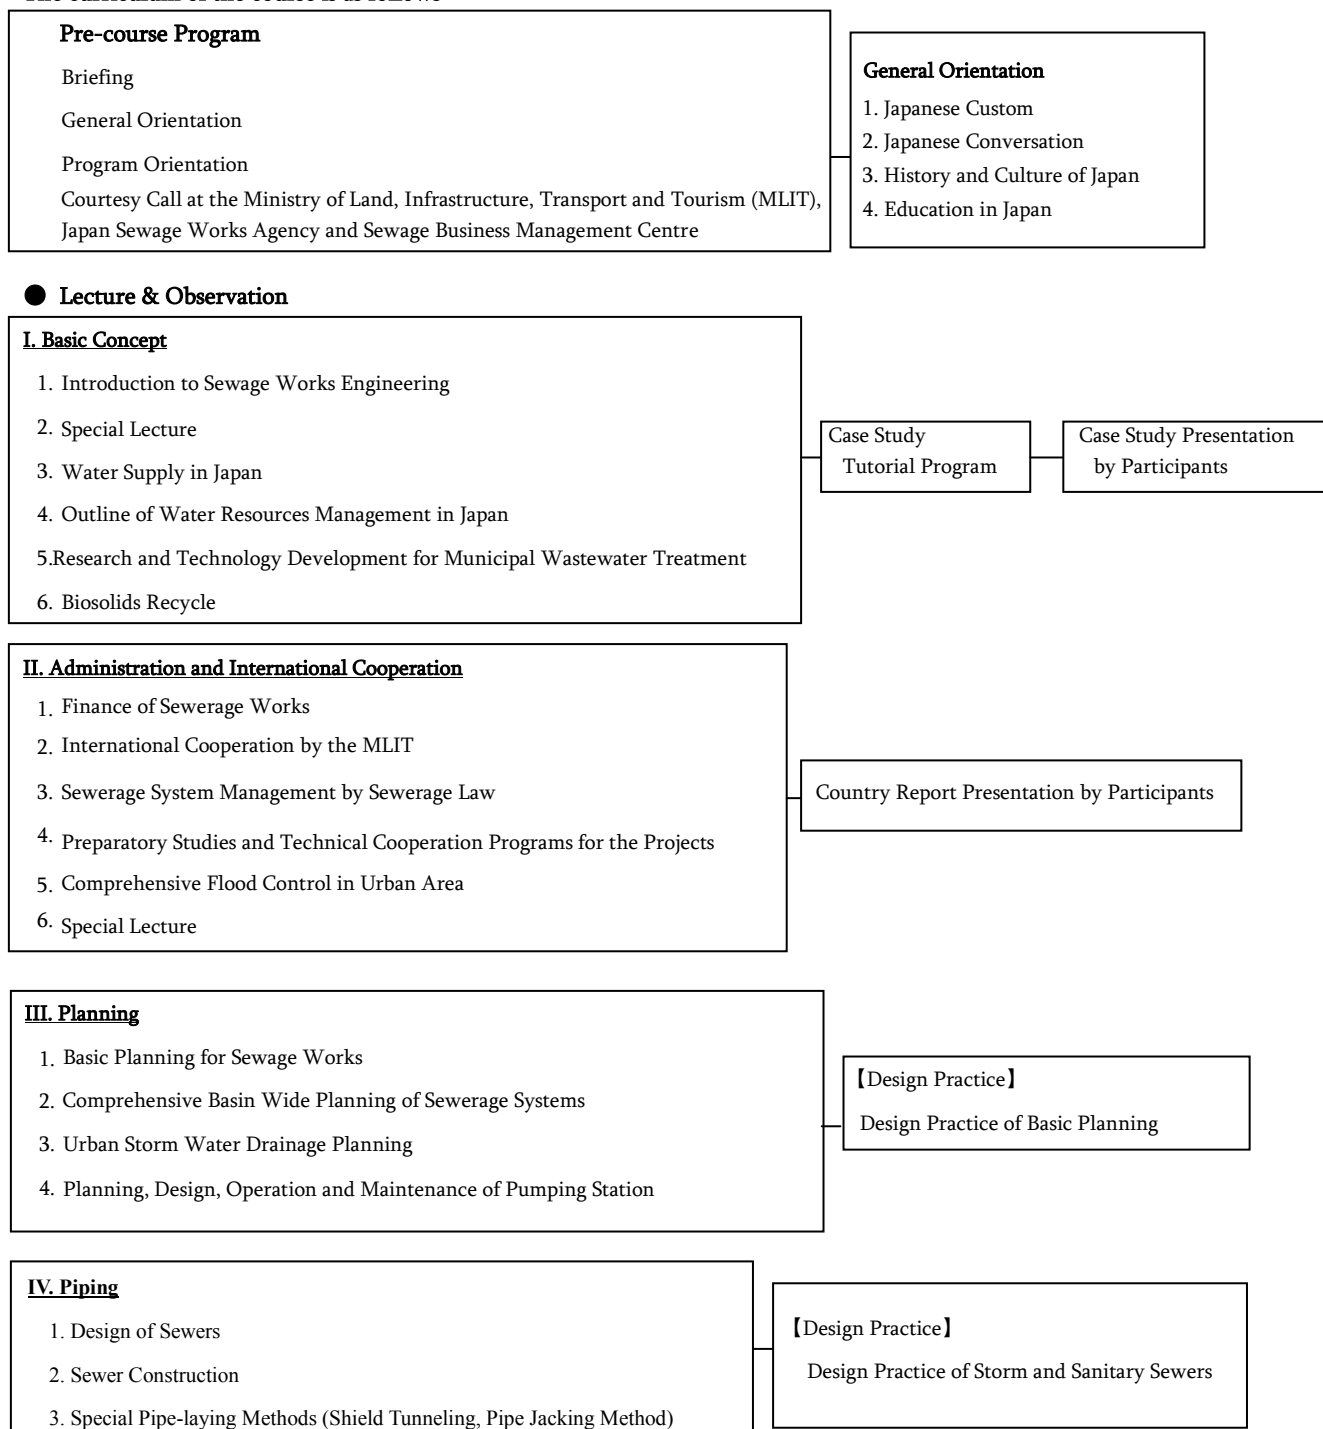 The curriculum of the course is as follows
Pre-course Program
Briefing
General Orientation
Program Orientation
Courtesy Call at the Ministry of Land, Infrastructure, Transport and Tourism (MLIT),
Japan Sewage Works Agency and Sewage Business Management Centre
General Orientation
1. Japanese Custom
2. Japanese Conversation
3. History and Culture of Japan
4. Education in Japan
● Lecture & Observation
I. Basic Concept
1. Introduction to Sewage Works Engineering
2. Special Lecture
3. Water Supply in Japan
4. Outline of Water Resources Management in Japan
5.Research and Technology Development for Municipal Wastewater Treatment
6. Biosolids Recycle
Case Study
Tutorial Program
Case Study Presentation
by Participants
II. Administration and International Cooperation
1. Finance of Sewerage Works
2. International Cooperation by the MLIT
3. Sewerage System Management by Sewerage Law
4. Preparatory Studies and Technical Cooperation Programs for the Projects
5. Comprehensive Flood Control in Urban Area
6. Special Lecture
Country Report Presentation by Participants
III. Planning
1. Basic Planning for Sewage Works
2. Comprehensive Basin Wide Planning of Sewerage Systems
3. Urban Storm Water Drainage Planning
4. Planning, Design, Operation and Maintenance of Pumping Station
【Design Practice】
Design Practice of Basic Planning
IV. Piping
1. Design of Sewers
2. Sewer Construction
3. Special Pipe-laying Methods (Shield Tunneling, Pipe Jacking Method)
【Design Practice】
Design Practice of Storm and Sanitary Sewers